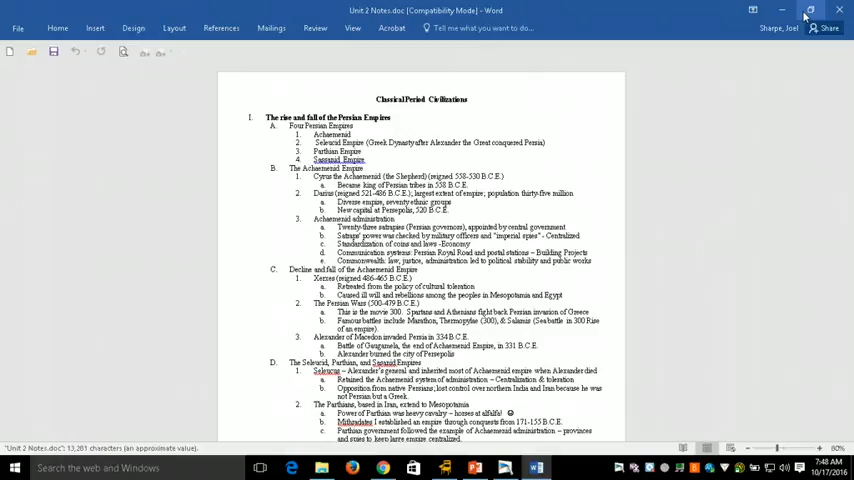 Unit 2 Notes.doc [Compatibility Mode] - Word
File Home Insert Design Layout References Mailings Review View Acrobat Tell me what you want to do... Sharpe, Joel Share
Classical Period Civilizations
I. The rise and fall of the Persian Empires
A. Four Persian Empires
1. Achaemenid
2. Seleucid Empire (Greek Dynasty after Alexander the Great conquered Persia)
3. Parthian Empire
4. Sassanid Empire
B. The Achaemenid Empire
1. Cyrus the Achaemenid (the Shepherd) (reigned 558-530 B.C.E.)
a. Became king of Persian tribes in 558 B.C.E.
2. Darius (reigned 521-486 B.C.E.); largest extent of empire; population thirty-five million
a. Diverse empire, seventy ethnic groups
b. New capital at Persepolis, 520 B.C.E.
3. Achaemenid administration
a. Twenty-three satrapies (Persian governors), appointed by central government
b. Satraps' power was checked by military officers and "imperial spies" - Centralized
c. Standardization of coins and laws -Economy
d. Communication systems: Persian Royal Road and postal stations – Building Projects
e. Commonwealth: law, justice, administration led to political stability and public works
C. Decline and fall of the Achaemenid Empire
1. Xerxes (reigned 486-465 B.C.E.)
a. Retreated from the policy of cultural toleration
b. Caused ill will and rebellions among the peoples in Mesopotamia and Egypt
2. The Persian Wars (500-479 B.C.E.)
a. This is the movie 300. Spartans and Athenians fight back Persian invasion of Greece
b. Famous battles include Marathon, Thermopylae (300), & Salamis (Sea battle in 300 Rise
of an empire).
3. Alexander of Macedon invaded Persia in 334 B.C.E.
a. Battle of Gaugamela, the end of Achaemenid Empire, in 331 B.C.E.
b. Alexander burned the city of Persepolis
D. The Seleucid, Parthian, and Sasanid Empires
1. Seleucus – Alexander's general and inherited most of Achaemenid empire when Alexander died
a. Retained the Achaemenid system of administration – Centralization & toleration
b. Opposition from native Persians; lost control over northern India and Iran because he was
not Persian but a Greek.
2. The Parthians, based in Iran, extend to Mesopotamia
a. Power of Parthian was heavy cavalry – horses at alfalfa! ☺
b. Mithradates I established an empire through conquests from 171-155 B.C.E.
c. Parthian government followed the example of Achaemenid administration – provinces
and spies to keep large empire centralized.
"Unit 2 Notes.doc": 13,281 characters (an approximate value). 80%
Search the web and Windows
7:48 AM
10/17/2016